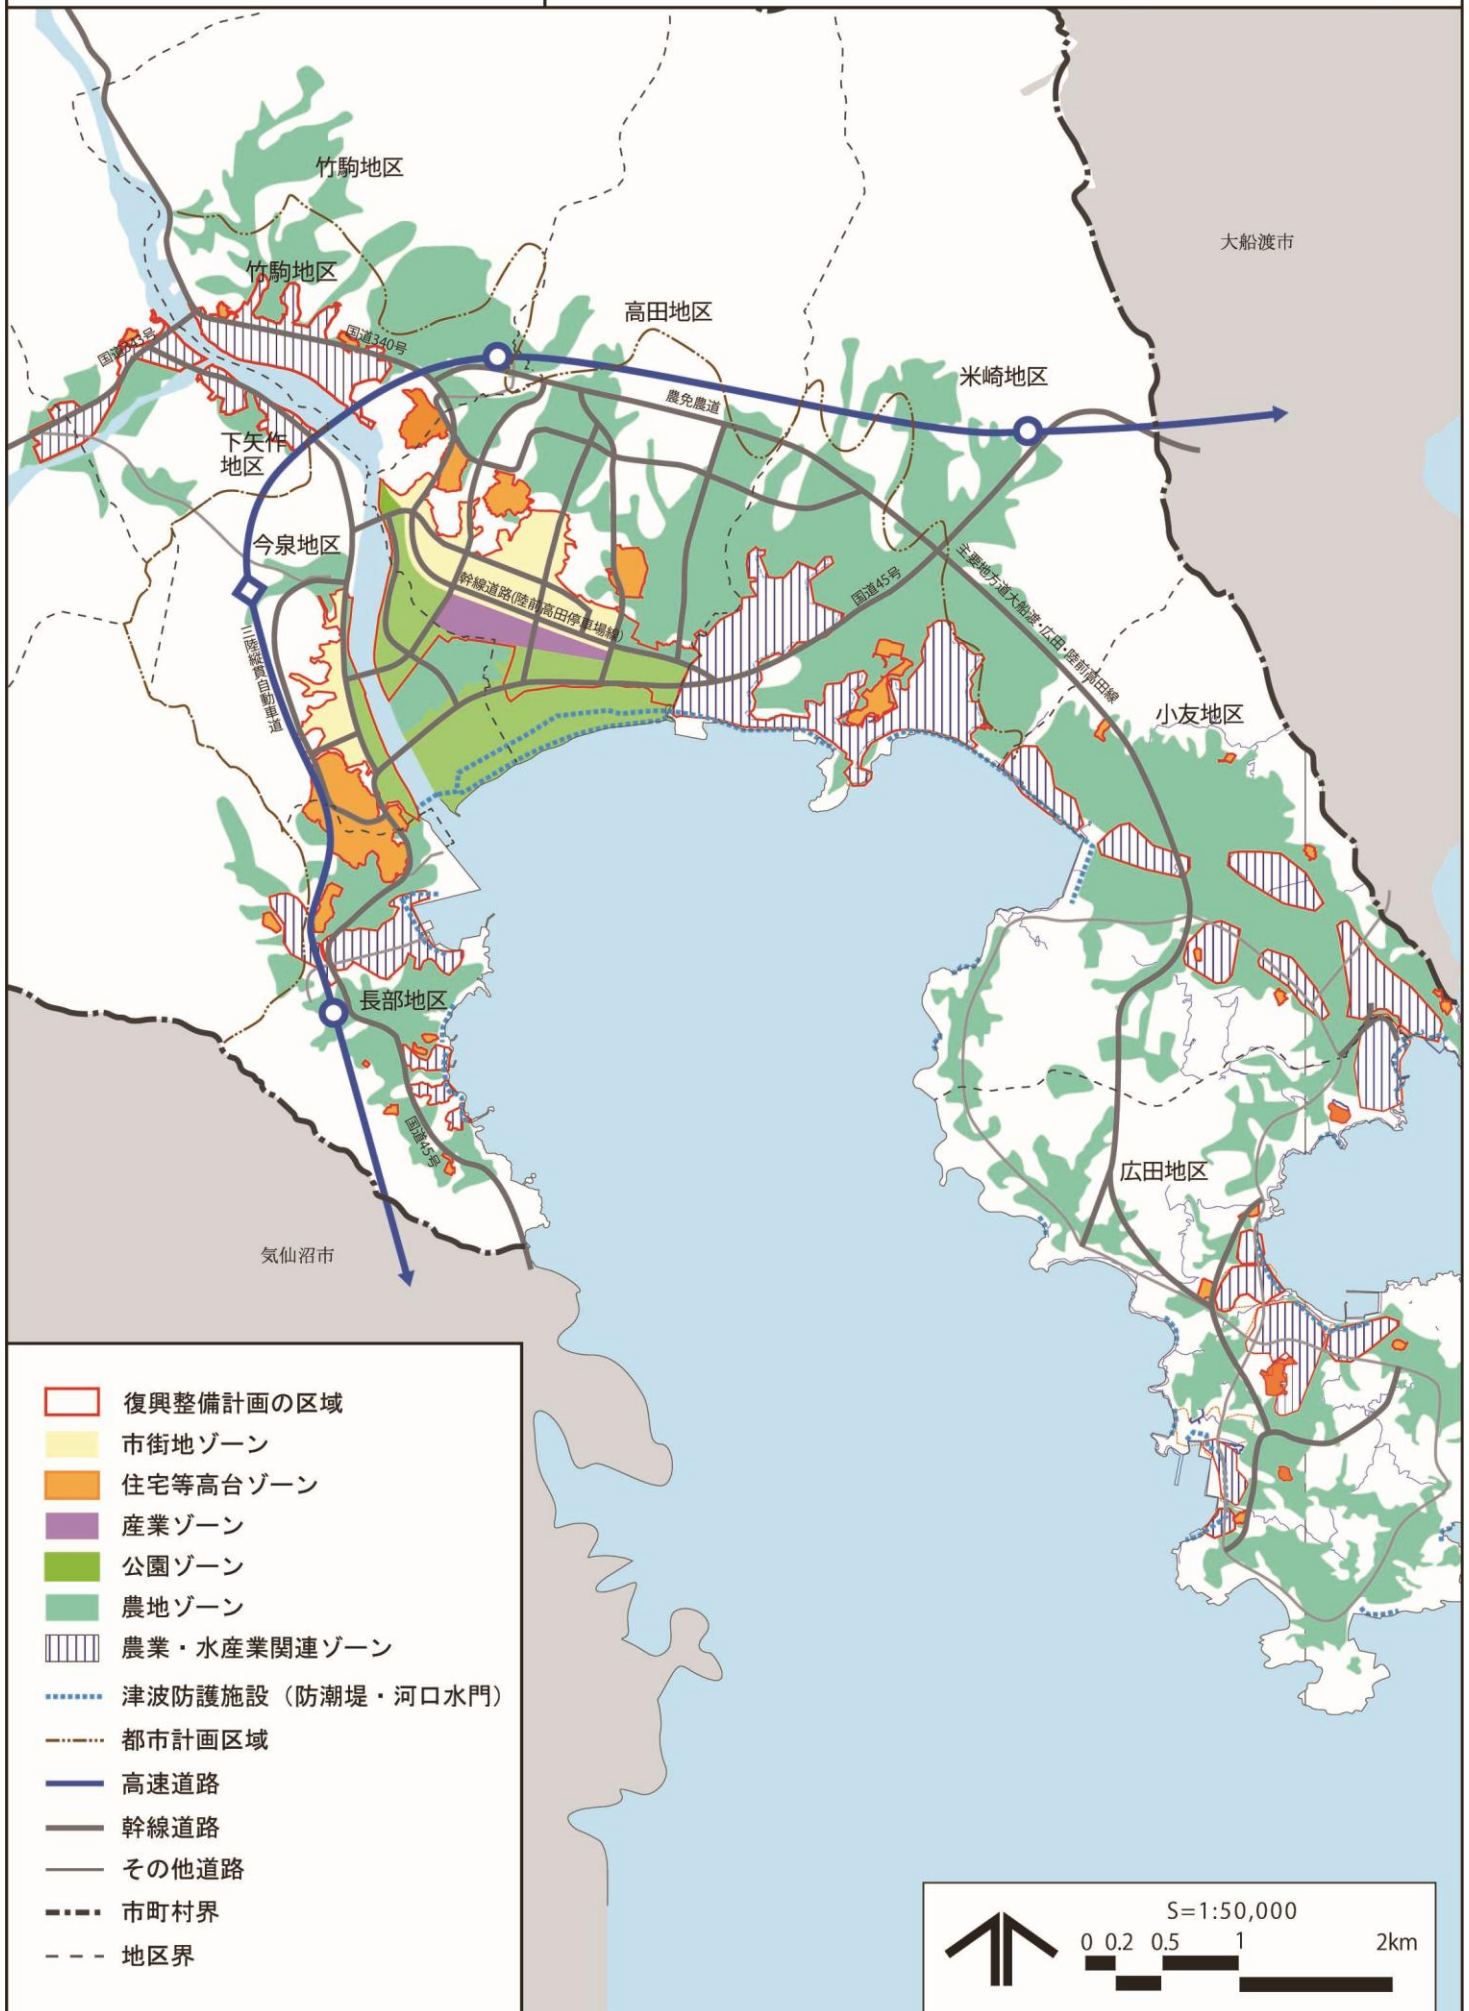 竹駒地区
大船渡市
竹駒地区
高田地区
国道343号
国道340号
米崎地区
農免農道
下矢作
地区
今泉地区
主要地方道大船渡・広田・陸前高田線
国道45号
幹線道路(陸前高田停車場線)
三陸縦貫自動車道
小友地区
長部地区
国道45号
広田地区
気仙沼市
復興整備計画の区域
市街地ゾーン
住宅等高台ゾーン
産業ゾーン
公園ゾーン
農地ゾーン
農業・水産業関連ゾーン
津波防護施設（防潮堤・河口水門）
都市計画区域
高速道路
幹線道路
その他道路
市町村界
地区界
S=1:50,000
0 0.2 0.5 1 2km